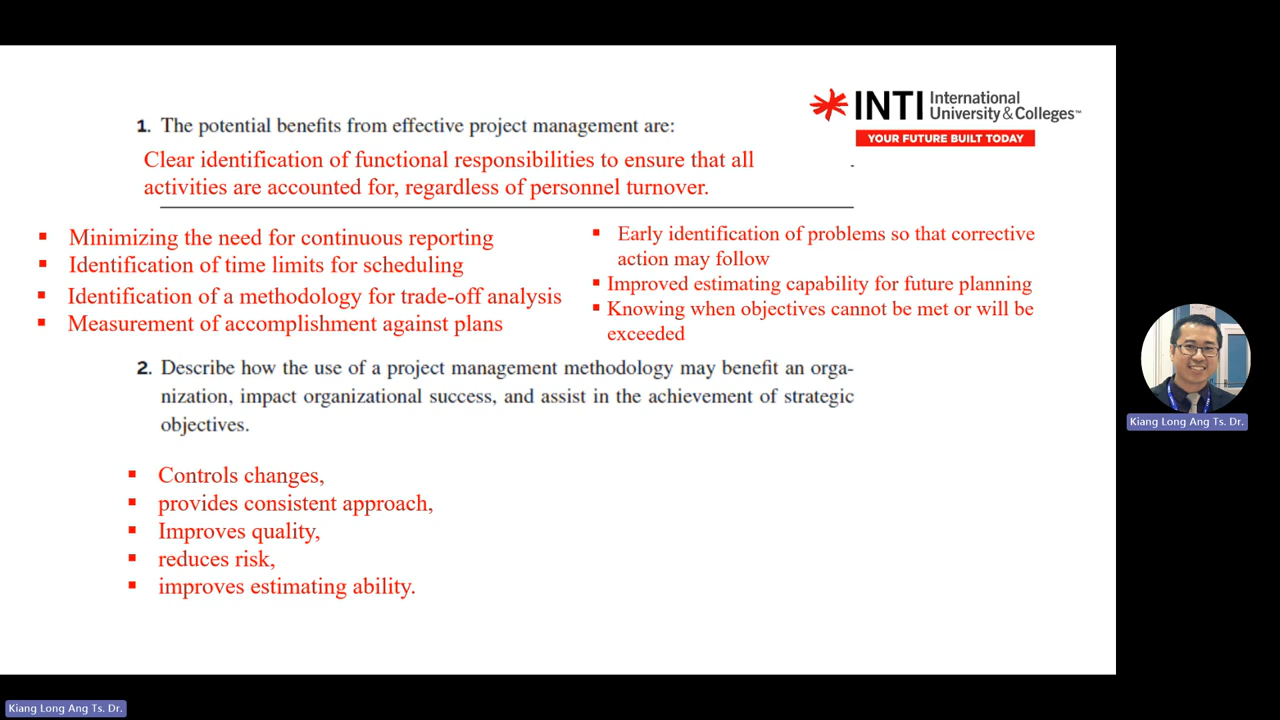 INTI International
University & Colleges™
YOUR FUTURE BUILT TODAY
1. The potential benefits from effective project management are:
Clear identification of functional responsibilities to ensure that all
activities are accounted for, regardless of personnel turnover.
▪ Minimizing the need for continuous reporting
▪ Identification of time limits for scheduling
▪ Identification of a methodology for trade-off analysis
▪ Measurement of accomplishment against plans
▪ Early identification of problems so that corrective
action may follow
▪ Improved estimating capability for future planning
▪ Knowing when objectives cannot be met or will be
exceeded
2. Describe how the use of a project management methodology may benefit an orga-
nization, impact organizational success, and assist in the achievement of strategic
objectives.
▪ Controls changes,
▪ provides consistent approach,
▪ Improves quality,
▪ reduces risk,
▪ improves estimating ability.
Kiang Long Ang Ts. Dr.
Kiang Long Ang Ts. Dr.